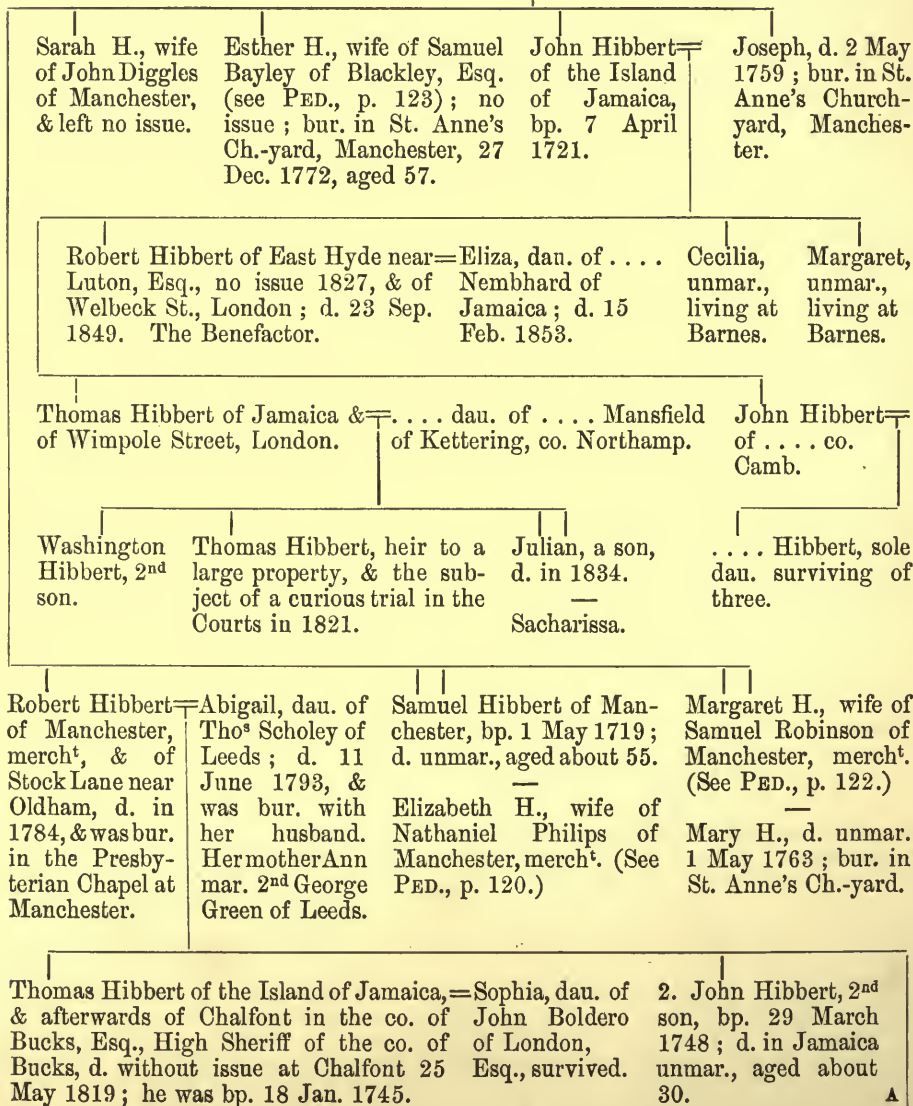 Sarah H., wife
of John Diggles
of Manchester,
& left no issue.
Esther H., wife of Samuel
Bayley of Blackley, Esq.
(see PED., p. 123); no
issue; bur. in St. Anne's
Ch.-yard, Manchester, 27
Dec. 1772, aged 57.
John Hibbert=
of the Island
of Jamaica,
bp. 7 April
1721.
Joseph, d. 2 May
1759; bur. in St.
Anne's Church-
yard, Manches-
ter.
Robert Hibbert of East Hyde near=
Luton, Esq., no issue 1827, & of
Welbeck St., London; d. 23 Sep.
1849. The Benefactor.
Eliza, dau. of . . . .
Nembhard of
Jamaica; d. 15
Feb. 1853.
Cecilia,
unmar.,
living at
Barnes.
Margaret,
unmar.,
living at
Barnes.
Thomas Hibbert of Jamaica &=
of Wimpole Street, London.
. . . . dau. of . . . . Mansfield
of Kettering, co. Northamp.
John Hibbert=
of . . . . co.
Camb.
Washington
Hibbert, 2nd
son.
Thomas Hibbert, heir to a
large property, & the sub-
ject of a curious trial in the
Courts in 1821.
Julian, a son,
d. in 1834.
—
Sacharissa.
. . . . Hibbert, sole
dau. surviving of
three.
Robert Hibbert=
of Manchester,
mercht, & of
Stock Lane near
Oldham, d. in
1784, & was bur.
in the Presby-
terian Chapel at
Manchester.
Abigail, dau. of
Thos Scholey of
Leeds; d. 11
June 1793, &
was bur. with
her husband.
Her mother Ann
mar. 2nd George
Green of Leeds.
Samuel Hibbert of Man-
chester, bp. 1 May 1719;
d. unmar., aged about 55.
—
Elizabeth H., wife of
Nathaniel Philips of
Manchester, mercht. (See
PED., p. 120.)
Margaret H., wife of
Samuel Robinson of
Manchester, mercht.
(See PED., p. 122.)
—
Mary H., d. unmar.
1 May 1763; bur. in
St. Anne's Ch.-yard.
Thomas Hibbert of the Island of Jamaica,=
& afterwards of Chalfont in the co. of
Bucks, Esq., High Sheriff of the co. of
Bucks, d. without issue at Chalfont 25
May 1819; he was bp. 18 Jan. 1745.
Sophia, dau. of
John Boldero
of London,
Esq., survived.
2. John Hibbert, 2nd
son, bp. 29 March
1748; d. in Jamaica
unmar., aged about
30.
A